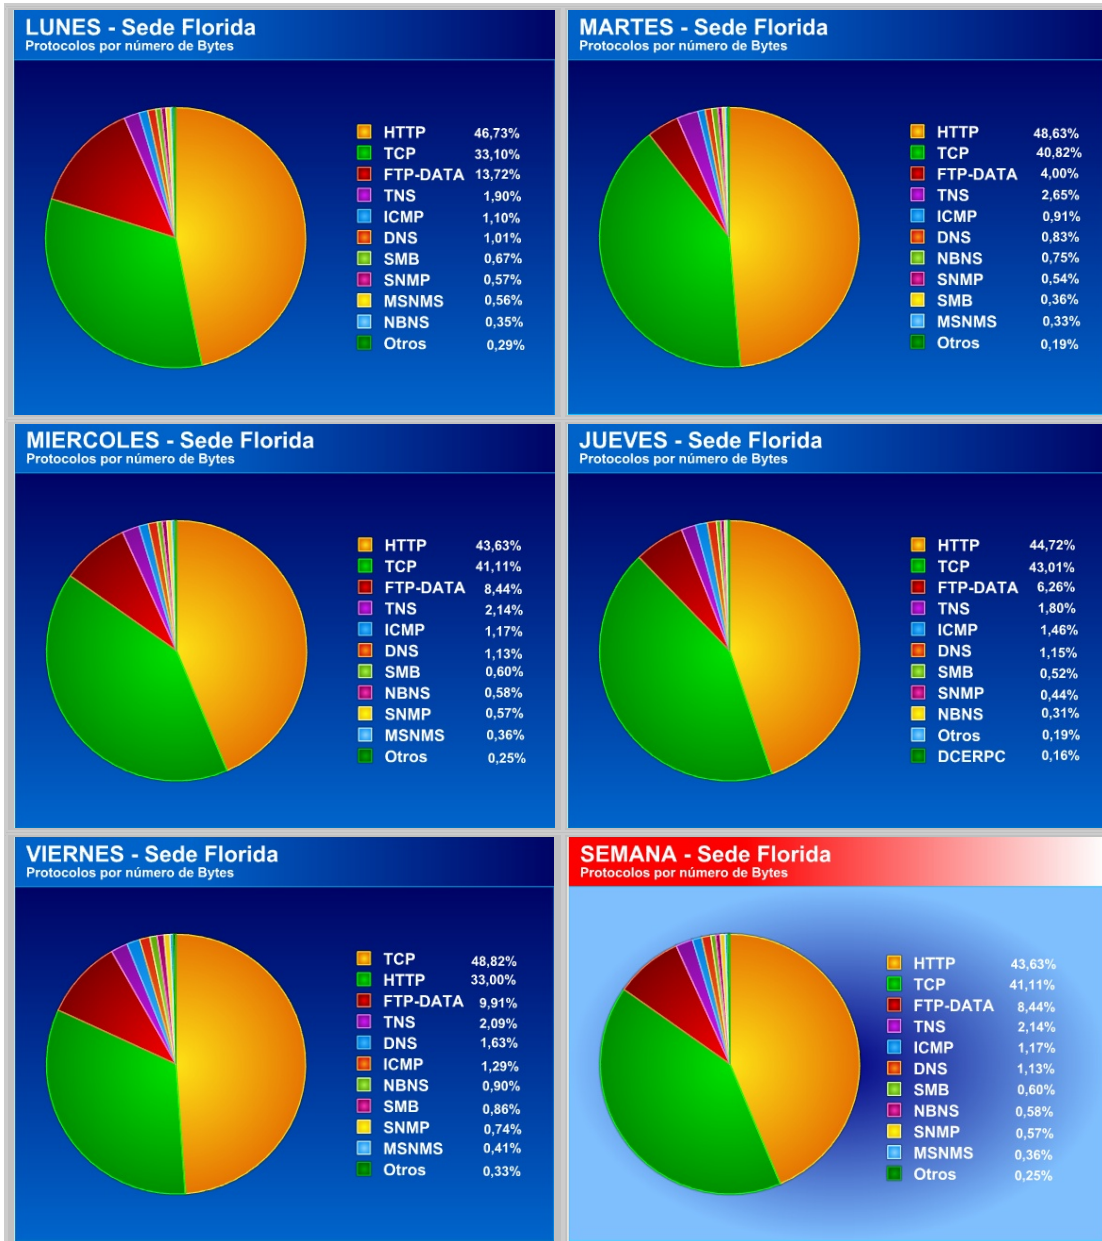 LUNES - Sede Florida
Protocolos por número de Bytes
HTTP 46,73%
TCP 33,10%
FTP-DATA 13,72%
TNS 1,90%
ICMP 1,10%
DNS 1,01%
SMB 0,67%
SNMP 0,57%
MSNMS 0,56%
NBNS 0,35%
Otros 0,29%
MARTES - Sede Florida
Protocolos por número de Bytes
HTTP 48,63%
TCP 40,82%
FTP-DATA 4,00%
TNS 2,65%
ICMP 0,91%
DNS 0,83%
NBNS 0,75%
SNMP 0,54%
SMB 0,36%
MSNMS 0,33%
Otros 0,19%
MIERCOLES - Sede Florida
Protocolos por número de Bytes
HTTP 43,63%
TCP 41,11%
FTP-DATA 8,44%
TNS 2,14%
ICMP 1,17%
DNS 1,13%
SMB 0,60%
NBNS 0,58%
SNMP 0,57%
MSNMS 0,36%
Otros 0,25%
JUEVES - Sede Florida
Protocolos por número de Bytes
HTTP 44,72%
TCP 43,01%
FTP-DATA 6,26%
TNS 1,80%
ICMP 1,46%
DNS 1,15%
SMB 0,52%
SNMP 0,44%
NBNS 0,31%
Otros 0,19%
DCERPC 0,16%
VIERNES - Sede Florida
Protocolos por número de Bytes
TCP 48,82%
HTTP 33,00%
FTP-DATA 9,91%
TNS 2,09%
DNS 1,63%
ICMP 1,29%
NBNS 0,90%
SMB 0,86%
SNMP 0,74%
MSNMS 0,41%
Otros 0,33%
SEMANA - Sede Florida
Protocolos por número de Bytes
HTTP 43,63%
TCP 41,11%
FTP-DATA 8,44%
TNS 2,14%
ICMP 1,17%
DNS 1,13%
SMB 0,60%
NBNS 0,58%
SNMP 0,57%
MSNMS 0,36%
Otros 0,25%